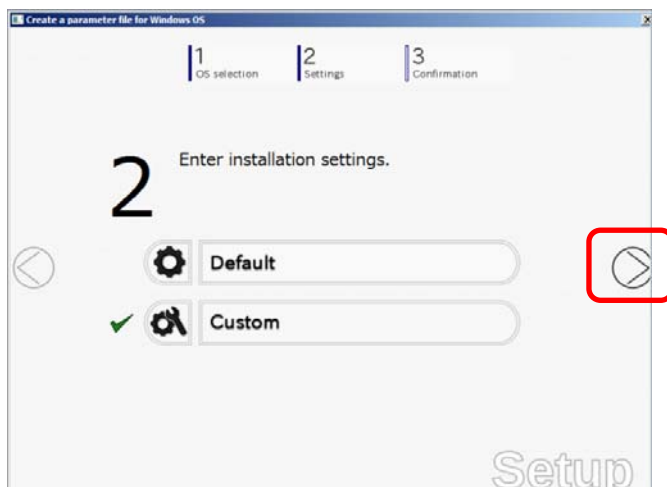 Create a parameter file for Windows OS
1
OS selection
2
Settings
3
Confirmation
2
Enter installation settings.
Default
Custom
Setup